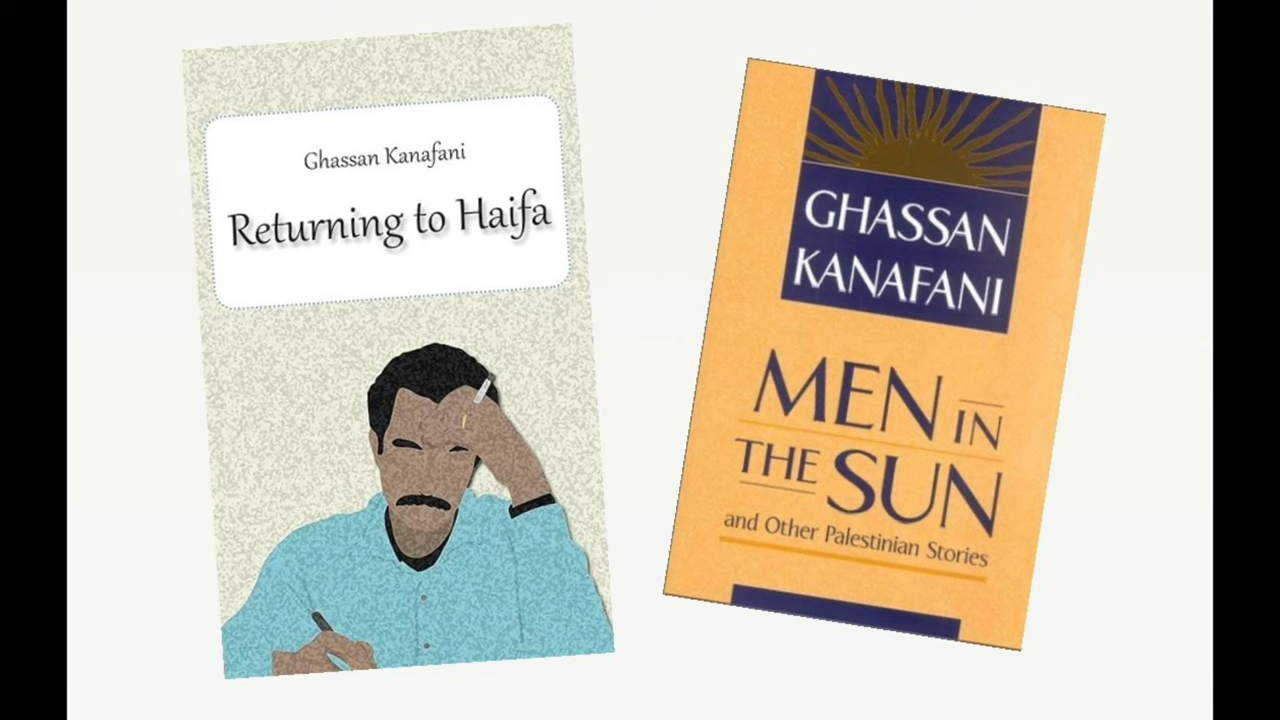 Ghassan Kanafani
Returning to Haifa
GHASSAN
KANAFANI
MEN IN
THE SUN
and Other Palestinian Stories